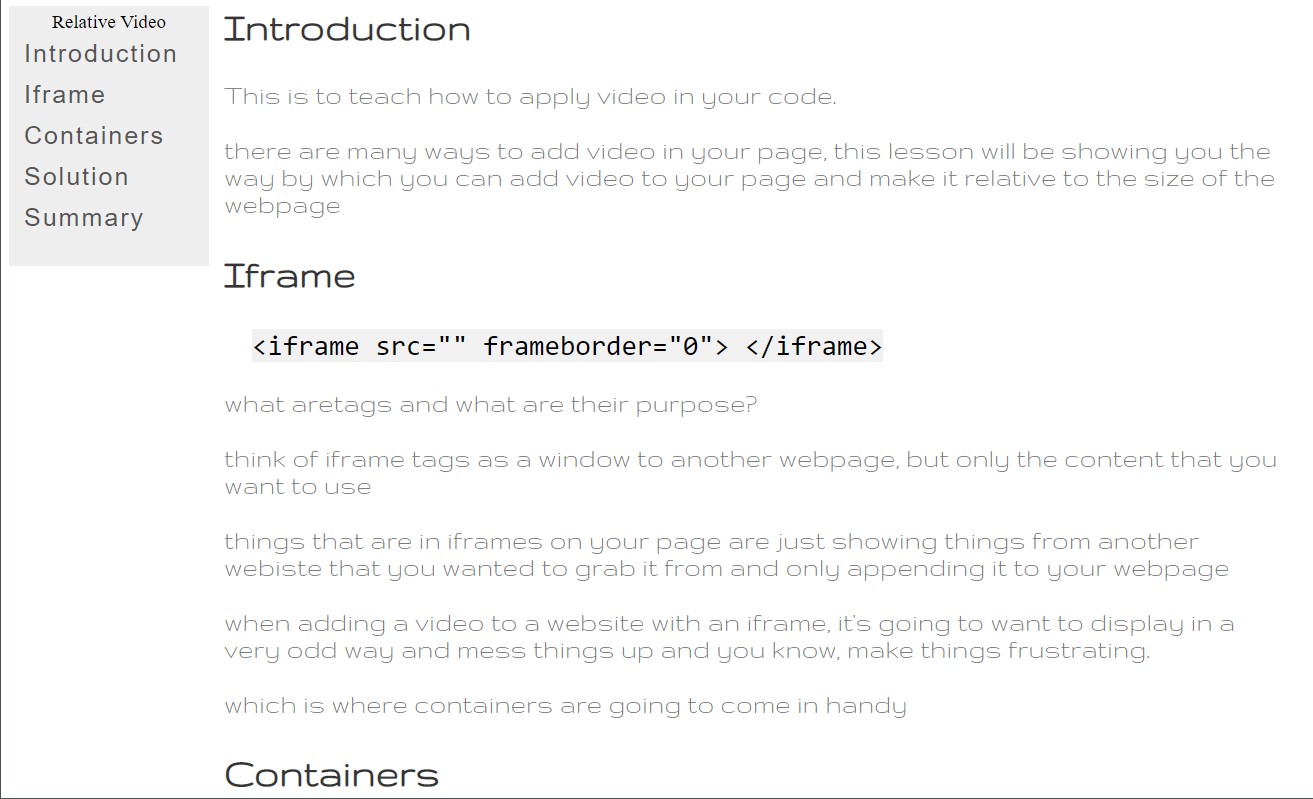 Relative Video
Introduction
Iframe
Containers
Solution
Summary
Introduction
This is to teach how to apply video in your code.
there are many ways to add video in your page, this lesson will be showing you the
way by which you can add video to your page and make it relative to the size of the
webpage
Iframe
<iframe src="" frameborder="0"> </iframe>
what aretags and what are their purpose?
think of iframe tags as a window to another webpage, but only the content that you
want to use
things that are in iframes on your page are just showing things from another
webiste that you wanted to grab it from and only appending it to your webpage
when adding a video to a website with an iframe, it's going to want to display in a
very odd way and mess things up and you know, make things frustrating.
which is where containers are going to come in handy
Containers